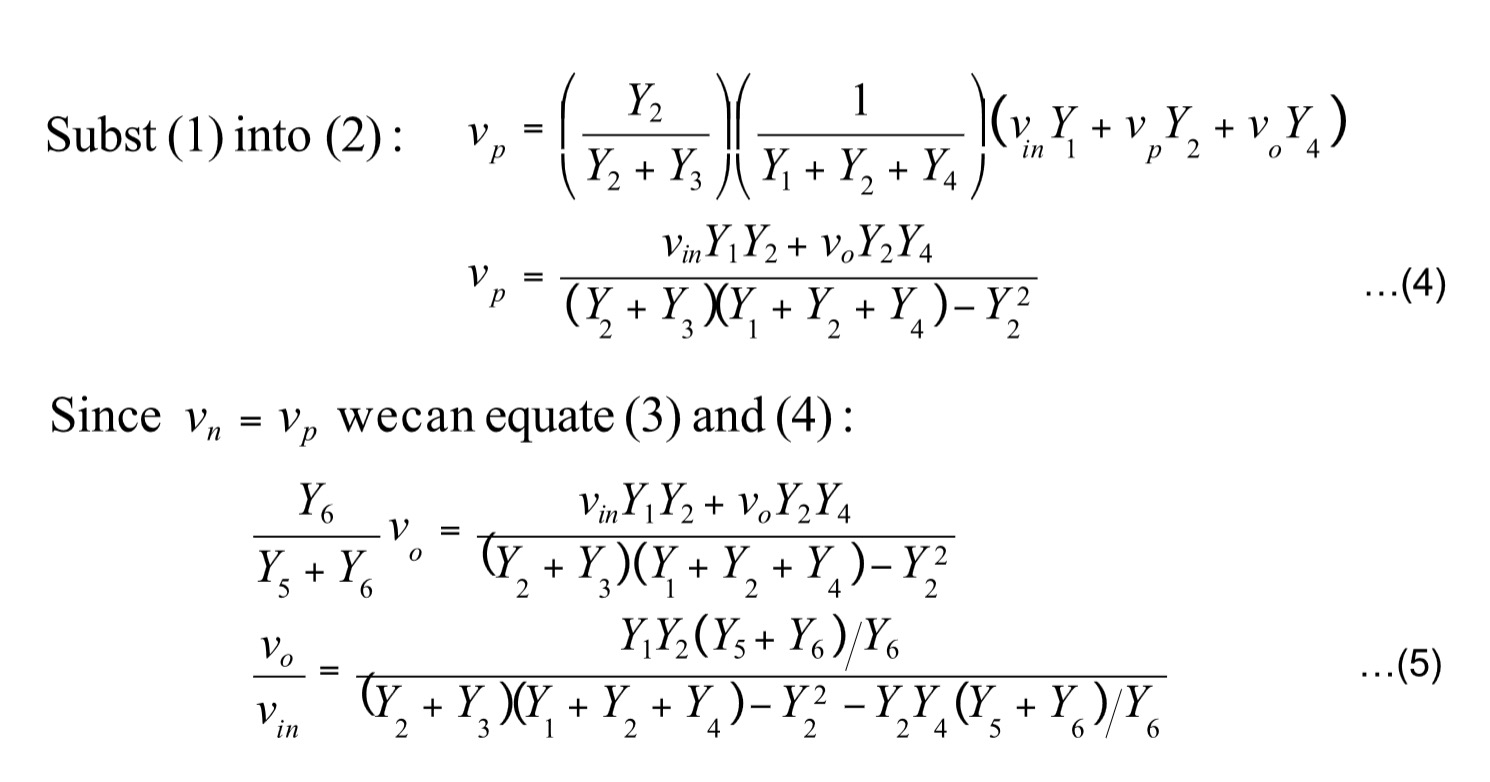 Subst (1) into (2) : v_p = (Y_2 / (Y_2 + Y_3)) (1 / (Y_1 + Y_2 + Y_4)) (v_in Y_1 + v_p Y_2 + v_o Y_4)
v_p = (v_in Y_1 Y_2 + v_o Y_2 Y_4) / ((Y_2 + Y_3)(Y_1 + Y_2 + Y_4) − Y_2^2) …(4)
Since v_n = v_p wecan equate (3) and (4) :
Y_6 / (Y_5 + Y_6) v_o = (v_in Y_1 Y_2 + v_o Y_2 Y_4) / ((Y_2 + Y_3)(Y_1 + Y_2 + Y_4) − Y_2^2)
v_o / v_in = (Y_1 Y_2 (Y_5 + Y_6)/Y_6) / ((Y_2 + Y_3)(Y_1 + Y_2 + Y_4) − Y_2^2 − Y_2 Y_4 (Y_5 + Y_6)/Y_6) …(5)